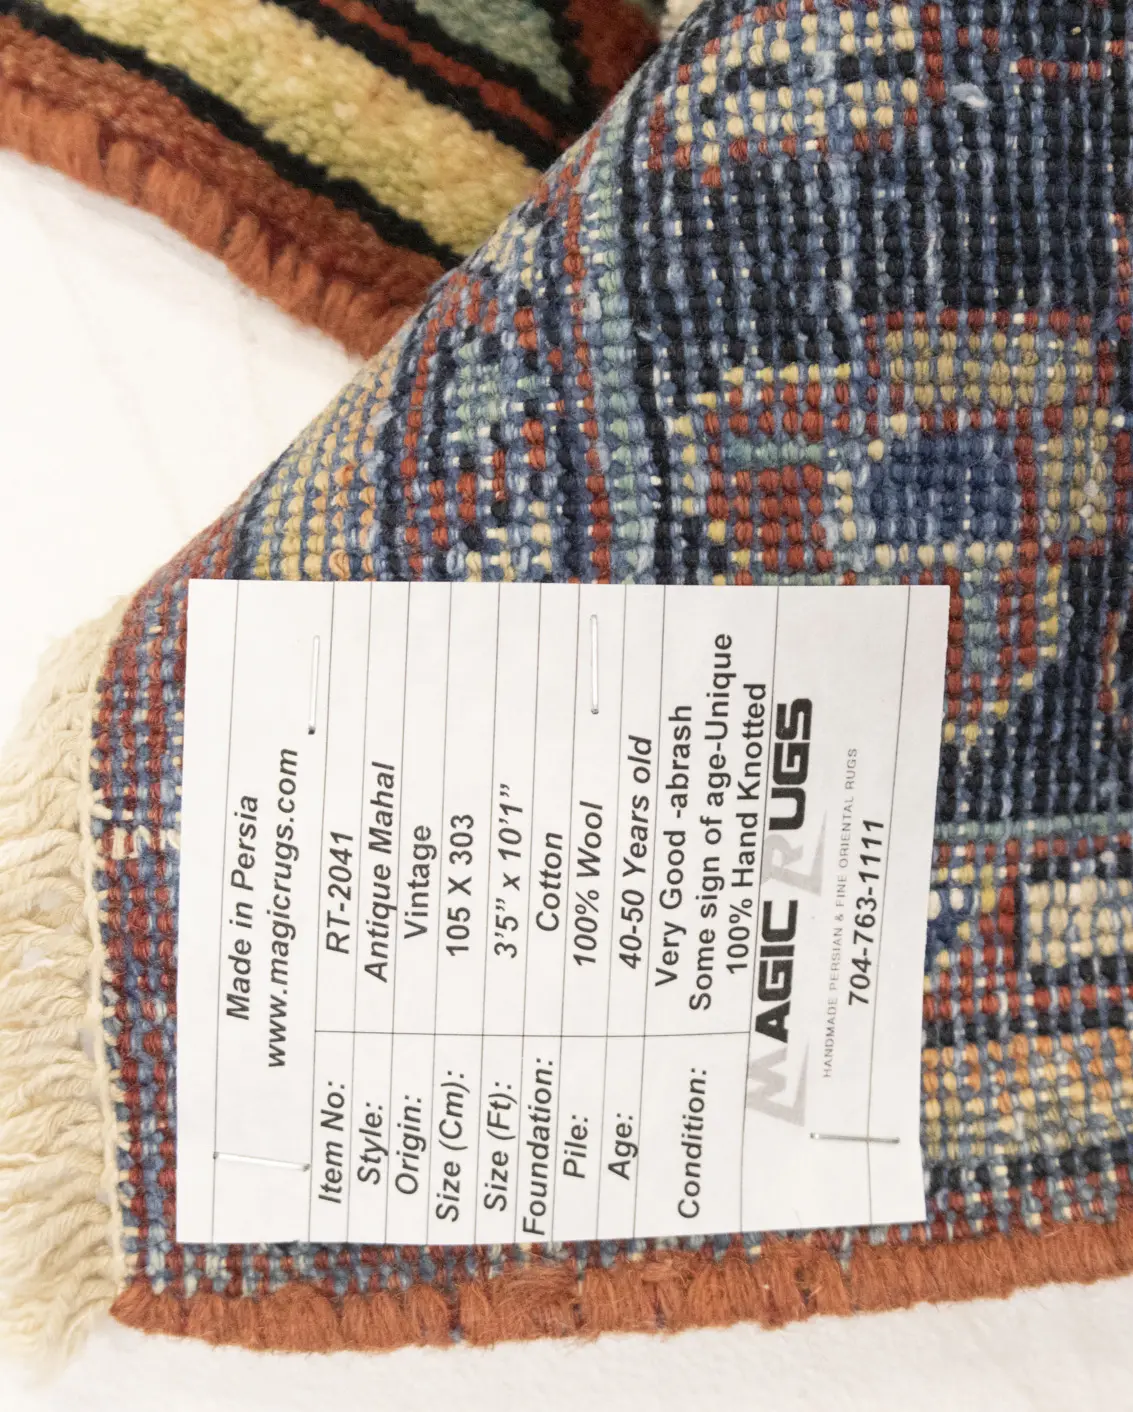 Made in Persia
www.magicrugs.com
Item No: RT-2041
Style: Antique Mahal
Origin: Vintage
Size (Cm): 105 X 303
Size (Ft): 3'5” x 10'1”
Foundation: Cotton
Pile: 100% Wool
Age: 40-50 Years old
Condition: Very Good -abrash
Some sign of age-Unique
100% Hand Knotted
MAGIC RUGS
HANDMADE PERSIAN & FINE ORIENTAL RUGS
704-763-1111